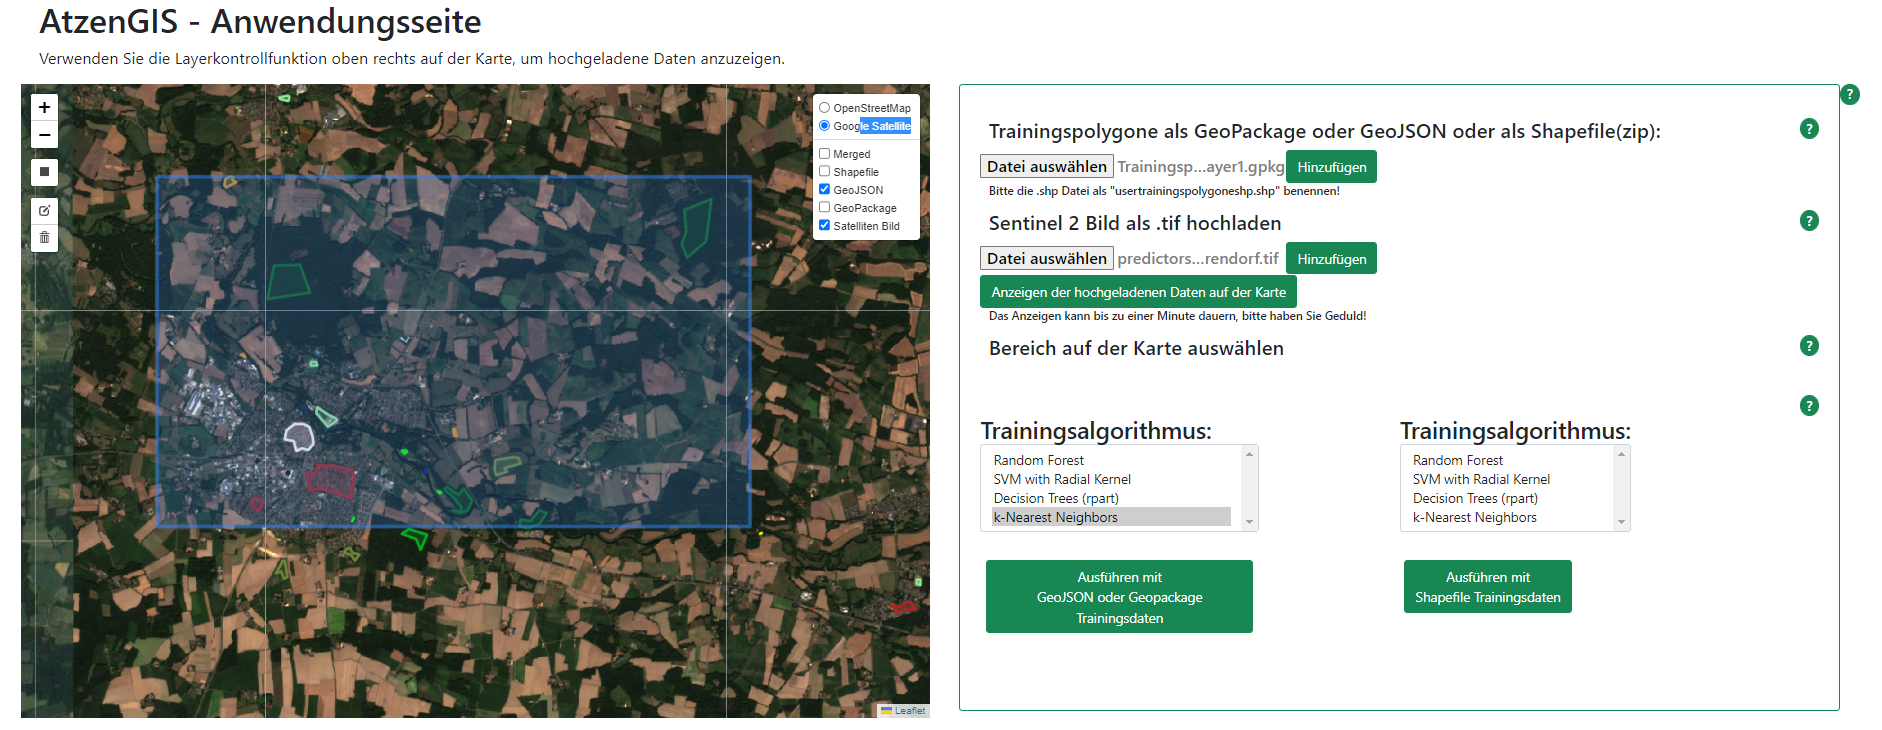 AtzenGIS - Anwendungsseite
Verwenden Sie die Layerkontrollfunktion oben rechts auf der Karte, um hochgeladene Daten anzuzeigen.
+
−
OpenStreetMap
Google Satellite
Merged
Shapefile
GeoJSON
GeoPackage
Satelliten Bild
Leaflet
?
Trainingspolygone als GeoPackage oder GeoJSON oder als Shapefile(zip):
?
Datei auswählen Trainingsp...ayer1.gpkg Hinzufügen
Bitte die .shp Datei als "usertrainingspolygoneshp.shp" benennen!
Sentinel 2 Bild als .tif hochladen
?
Datei auswählen predictors...rendorf.tif Hinzufügen
Anzeigen der hochgeladenen Daten auf der Karte
Das Anzeigen kann bis zu einer Minute dauern, bitte haben Sie Geduld!
Bereich auf der Karte auswählen
?
?
Trainingsalgorithmus:
Random Forest
SVM with Radial Kernel
Decision Trees (rpart)
k-Nearest Neighbors
Ausführen mit
GeoJSON oder Geopackage
Trainingsdaten
Trainingsalgorithmus:
Random Forest
SVM with Radial Kernel
Decision Trees (rpart)
k-Nearest Neighbors
Ausführen mit
Shapefile Trainingsdaten